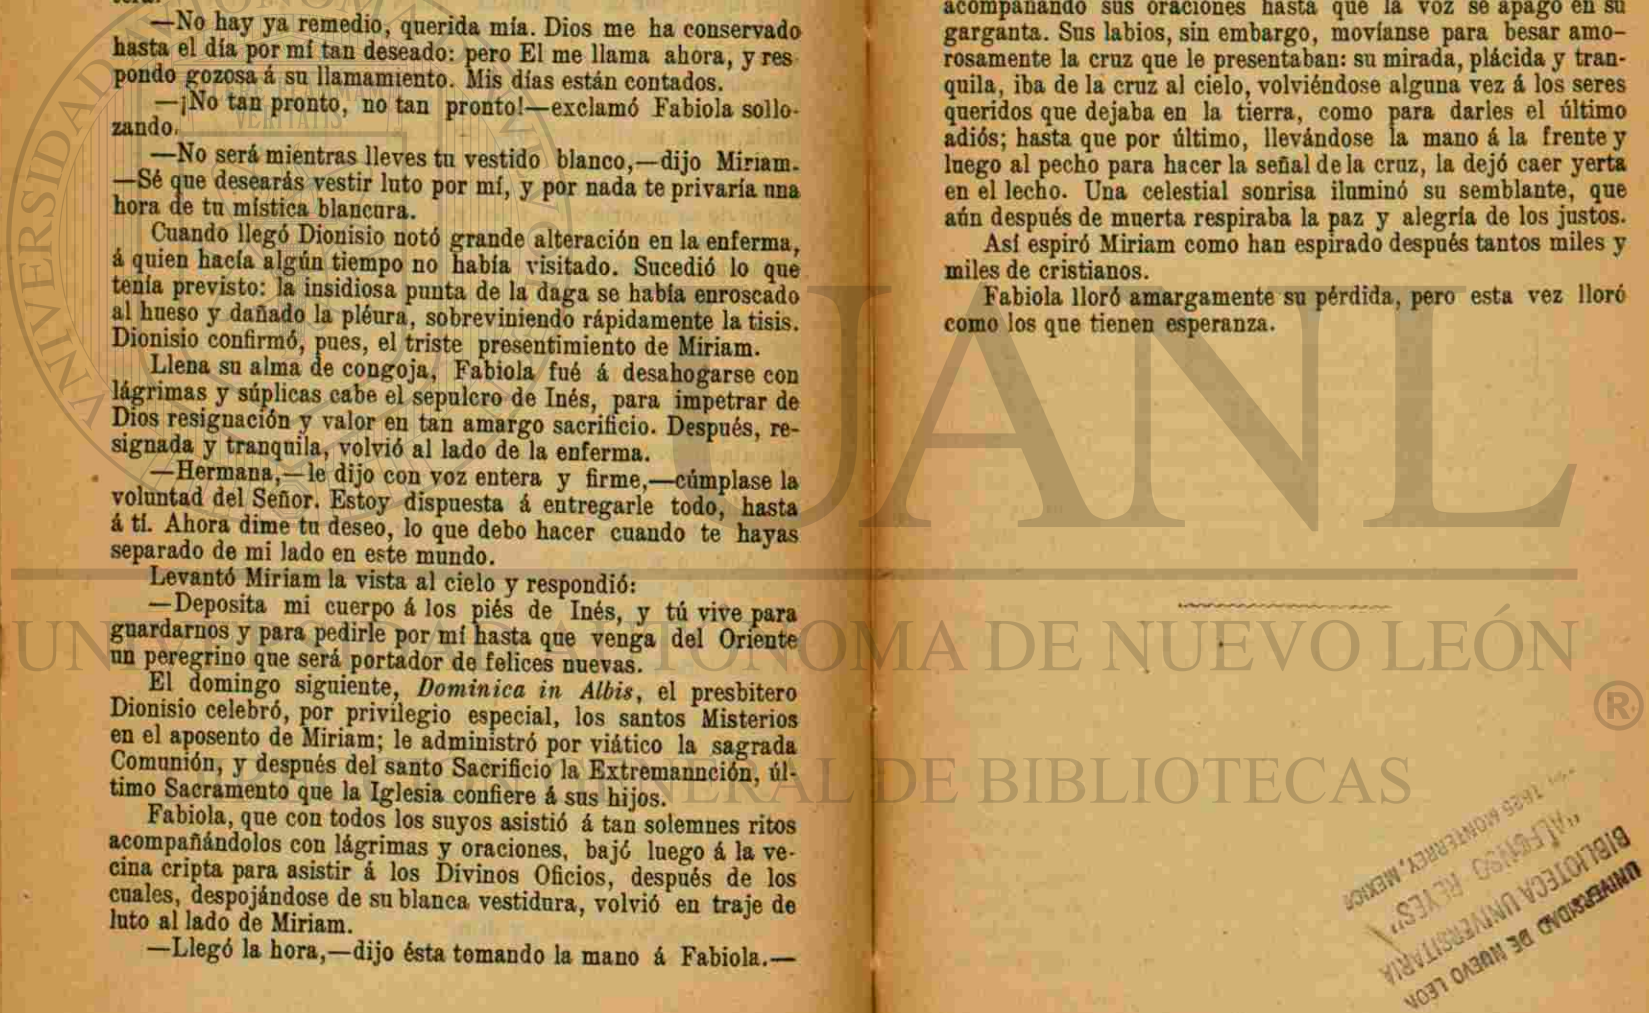 —No hay ya remedio, querida mía. Dios me ha conservado
hasta el día por mí tan deseado: pero El me llama ahora, y res
pondo gozosa á su llamamiento. Mis días están contados.
—¡No tan pronto, no tan pronto!—exclamó Fabiola sollo-
zando.
—No será mientras lleves tu vestido blanco,—dijo Miriam.
—Sé que desearás vestir luto por mí, y por nada te privaría una
hora de tu mística blancura.
Cuando llegó Dionisio notó grande alteración en la enferma,
á quien hacía algún tiempo no había visitado. Sucedió lo que
tenía previsto: la insidiosa punta de la daga se había enroscado
al hueso y dañado la pléura, sobreviniendo rápidamente la tisis.
Dionisio confirmó, pues, el triste presentimiento de Miriam.
Llena su alma de congoja, Fabiola fué á desahogarse con
lágrimas y súplicas cabe el sepulcro de Inés, para impetrar de
Dios resignación y valor en tan amargo sacrificio. Después, re-
signada y tranquila, volvió al lado de la enferma.
—Hermana,—le dijo con voz entera y firme,—cúmplase la
voluntad del Señor. Estoy dispuesta á entregarle todo, hasta
á tí. Ahora dime tu deseo, lo que debo hacer cuando te hayas
separado de mi lado en este mundo.
Levantó Miriam la vista al cielo y respondió:
—Deposita mi cuerpo á los piés de Inés, y tú vive para
guardarnos y para pedirle por mí hasta que venga del Oriente
un peregrino que será portador de felices nuevas.
El domingo siguiente, Dominica in Albis, el presbitero
Dionisio celebró, por privilegio especial, los santos Misterios
en el aposento de Miriam; le administró por viático la sagrada
Comunión, y después del santo Sacrificio la Extremannción, úl-
timo Sacramento que la Iglesia confiere á sus hijos.
Fabiola, que con todos los suyos asistió á tan solemnes ritos
acompañándolos con lágrimas y oraciones, bajó luego á la ve-
cina cripta para asistir á los Divinos Oficios, después de los
cuales, despojándose de su blanca vestidura, volvió en traje de
luto al lado de Miriam.
—Llegó la hora,—dijo ésta tomando la mano á Fabiola.—
acompañando sus oraciones hasta que la voz se apagó en su
garganta. Sus labios, sin embargo, movíanse para besar amo-
rosamente la cruz que le presentaban: su mirada, plácida y tran-
quila, iba de la cruz al cielo, volviéndose alguna vez á los seres
queridos que dejaba en la tierra, como para darles el último
adiós; hasta que por último, llevándose la mano á la frente y
luego al pecho para hacer la señal de la cruz, la dejó caer yerta
en el lecho. Una celestial sonrisa iluminó su semblante, que
aún después de muerta respiraba la paz y alegría de los justos.
Así espiró Miriam como han espirado después tantos miles y
miles de cristianos.
Fabiola lloró amargamente su pérdida, pero esta vez lloró
como los que tienen esperanza.
UANL
AUTÓNOMA DE NUEVO LEÓN
®
GENERAL DE BIBLIOTECAS
VERITATIS
UNIVERSIDAD DE NUEVO LEON
BIBLIOTECA UNIVERSITARIA
"ALFONSO REYES"
1625 MONTERREY, MEXICO